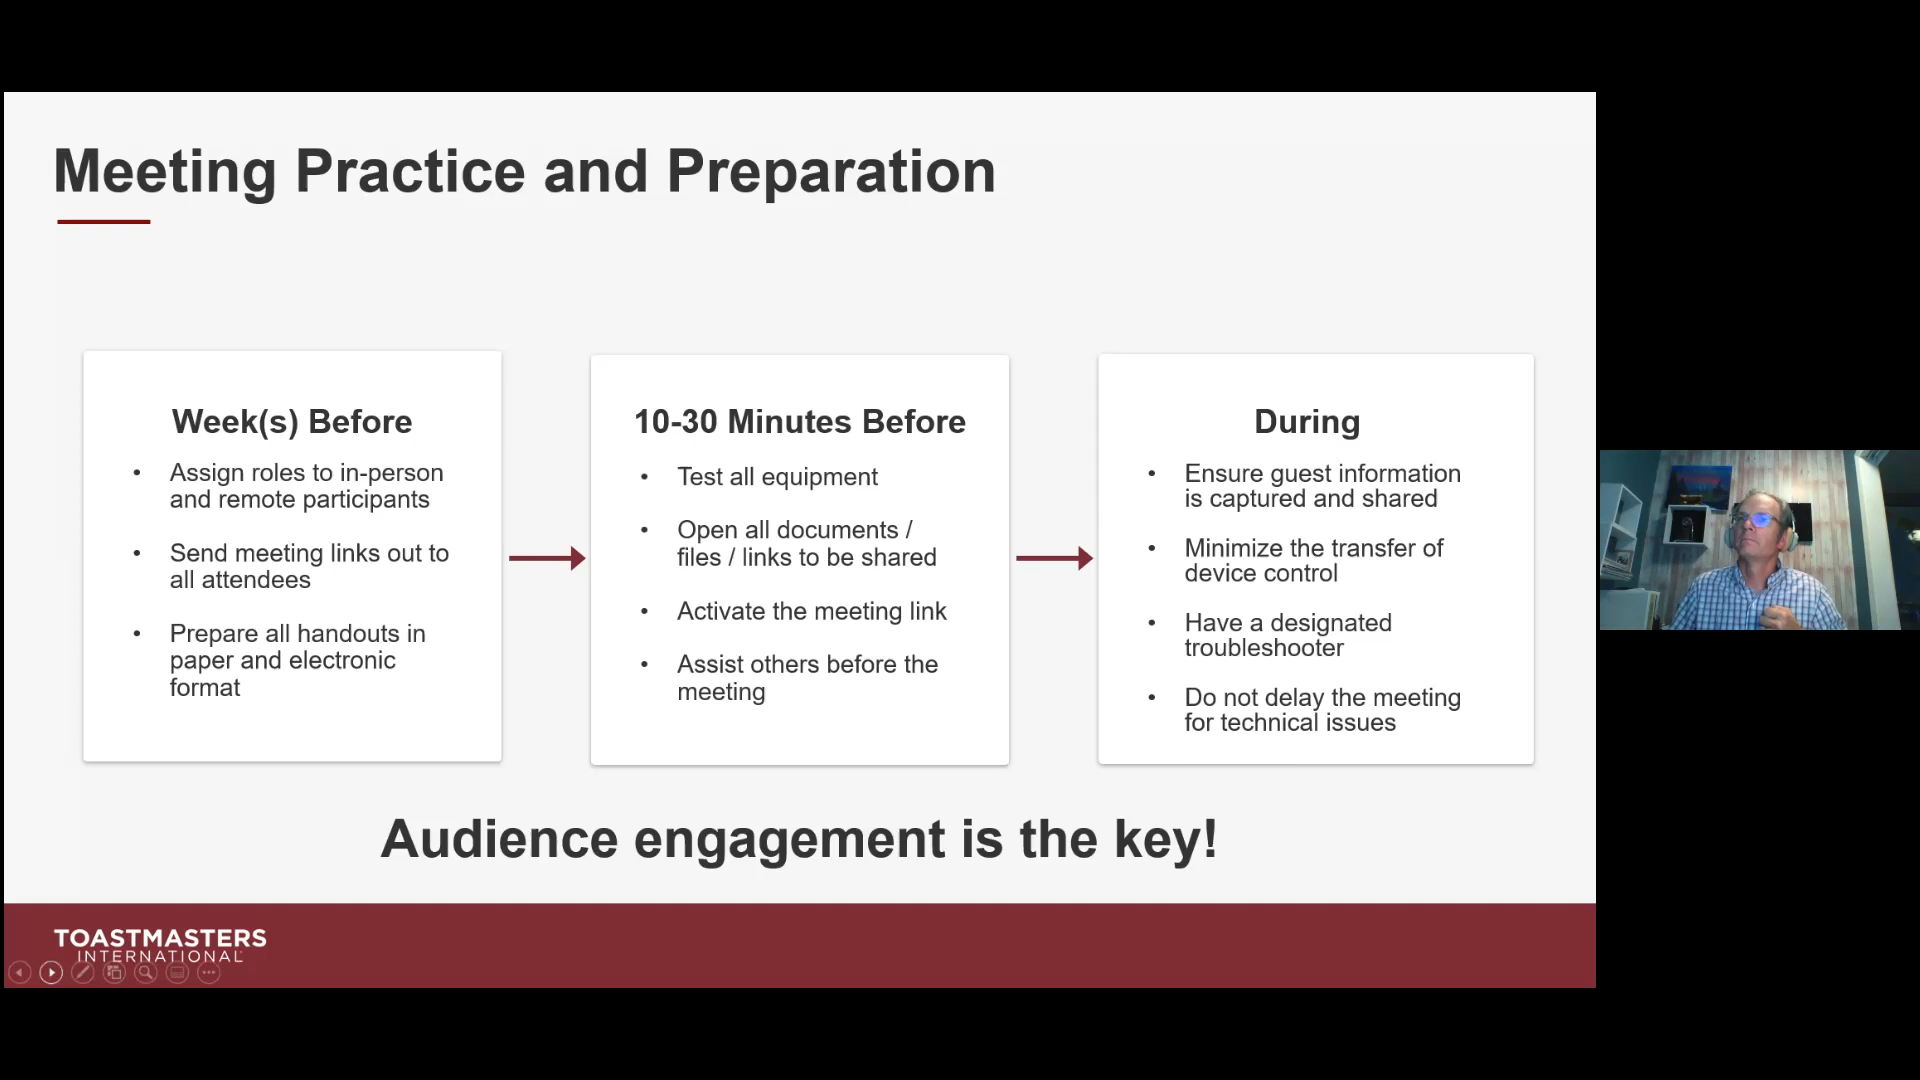 Meeting Practice and Preparation
Week(s) Before
• Assign roles to in-person
and remote participants
• Send meeting links out to
all attendees
• Prepare all handouts in
paper and electronic
format
10-30 Minutes Before
• Test all equipment
• Open all documents /
files / links to be shared
• Activate the meeting link
• Assist others before the
meeting
During
• Ensure guest information
is captured and shared
• Minimize the transfer of
device control
• Have a designated
troubleshooter
• Do not delay the meeting
for technical issues
Audience engagement is the key!
TOASTMASTERS
INTERNATIONAL